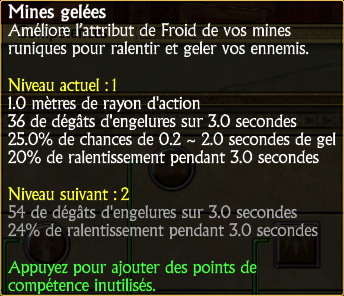 Mines gelées
Améliore l'attribut de Froid de vos mines
runiques pour ralentir et geler vos ennemis.
Niveau actuel : 1
1.0 mètres de rayon d'action
36 de dégâts d'engelures sur 3.0 secondes
25.0% de chances de 0.2 ~ 2.0 secondes de gel
20% de ralentissement pendant 3.0 secondes
Niveau suivant : 2
54 de dégâts d'engelures sur 3.0 secondes
24% de ralentissement pendant 3.0 secondes
Appuyez pour ajouter des points de
compétence inutilisés.